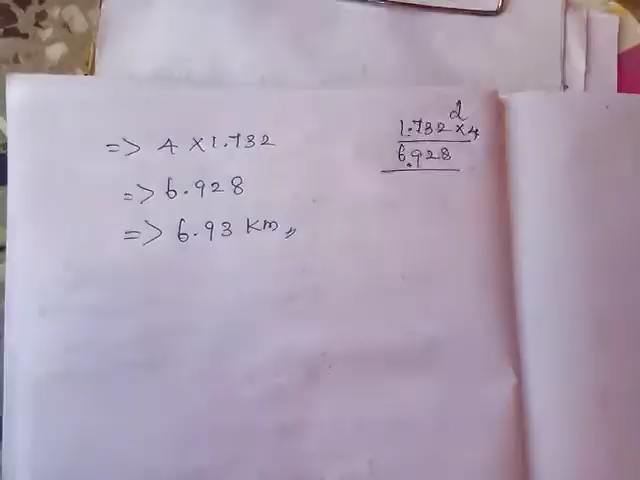 => 4 X 1.732
=> 6.928
=> 6.93 Km
2
1.732 x 4
6.928